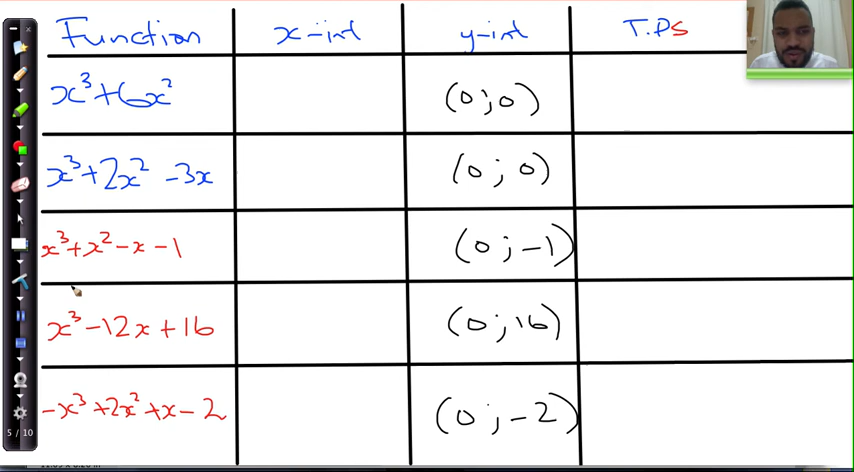 Function x-int y-int T.PS
x³+6x² (0;0)
x³+2x²-3x (0;0)
x³+x²-x-1 (0;-1)
x³-12x+16 (0;16)
-x³+2x²+x-2 (0;-2)
5 / 10